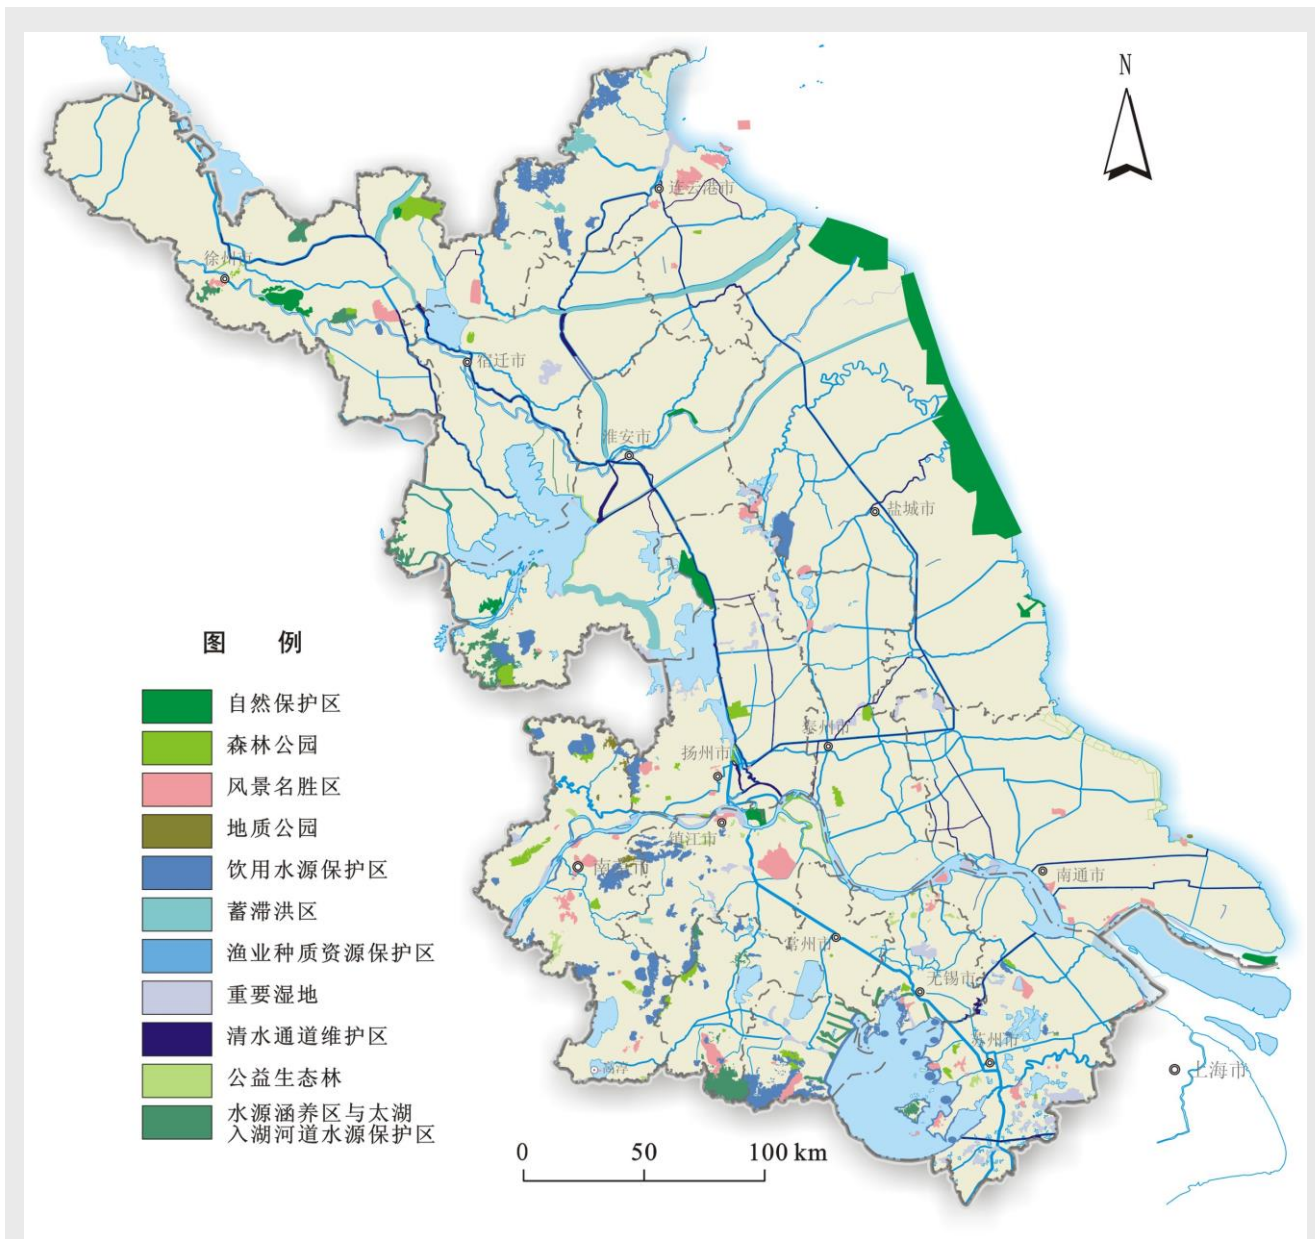 N
连云港市
徐州市
宿迁市
淮安市
盐城市
图 例
自然保护区
森林公园
风景名胜区
地质公园
饮用水源保护区
蓄滞洪区
渔业种质资源保护区
重要湿地
清水通道维护区
公益生态林
水源涵养区与太湖
入湖河道水源保护区
泰州市
扬州市
镇江市
南京市
南通市
常州市
无锡市
苏州市
上海市
高淳
0 50 100 km